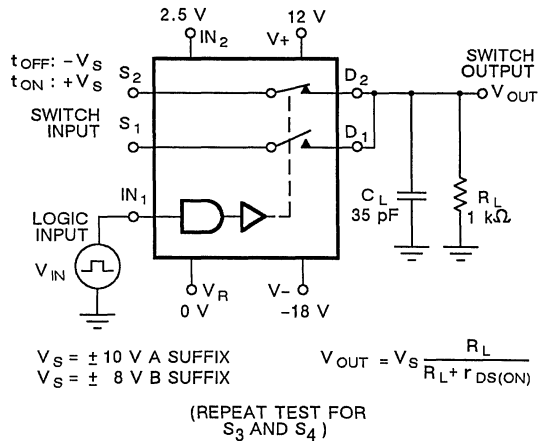 2.5 V
IN2
12 V
V+
tOFF: -VS
tON: +VS
SWITCH
INPUT
S2
S1
D2
D1
SWITCH
OUTPUT
VOUT
IN1
LOGIC
INPUT
VIN
CL
35 pF
RL
1 kΩ
VR
0 V
V-
-18 V
VS = ± 10 V A SUFFIX
VS = ± 8 V B SUFFIX
VOUT = VS RL / RL + rDS(ON)
(REPEAT TEST FOR
S3 AND S4)